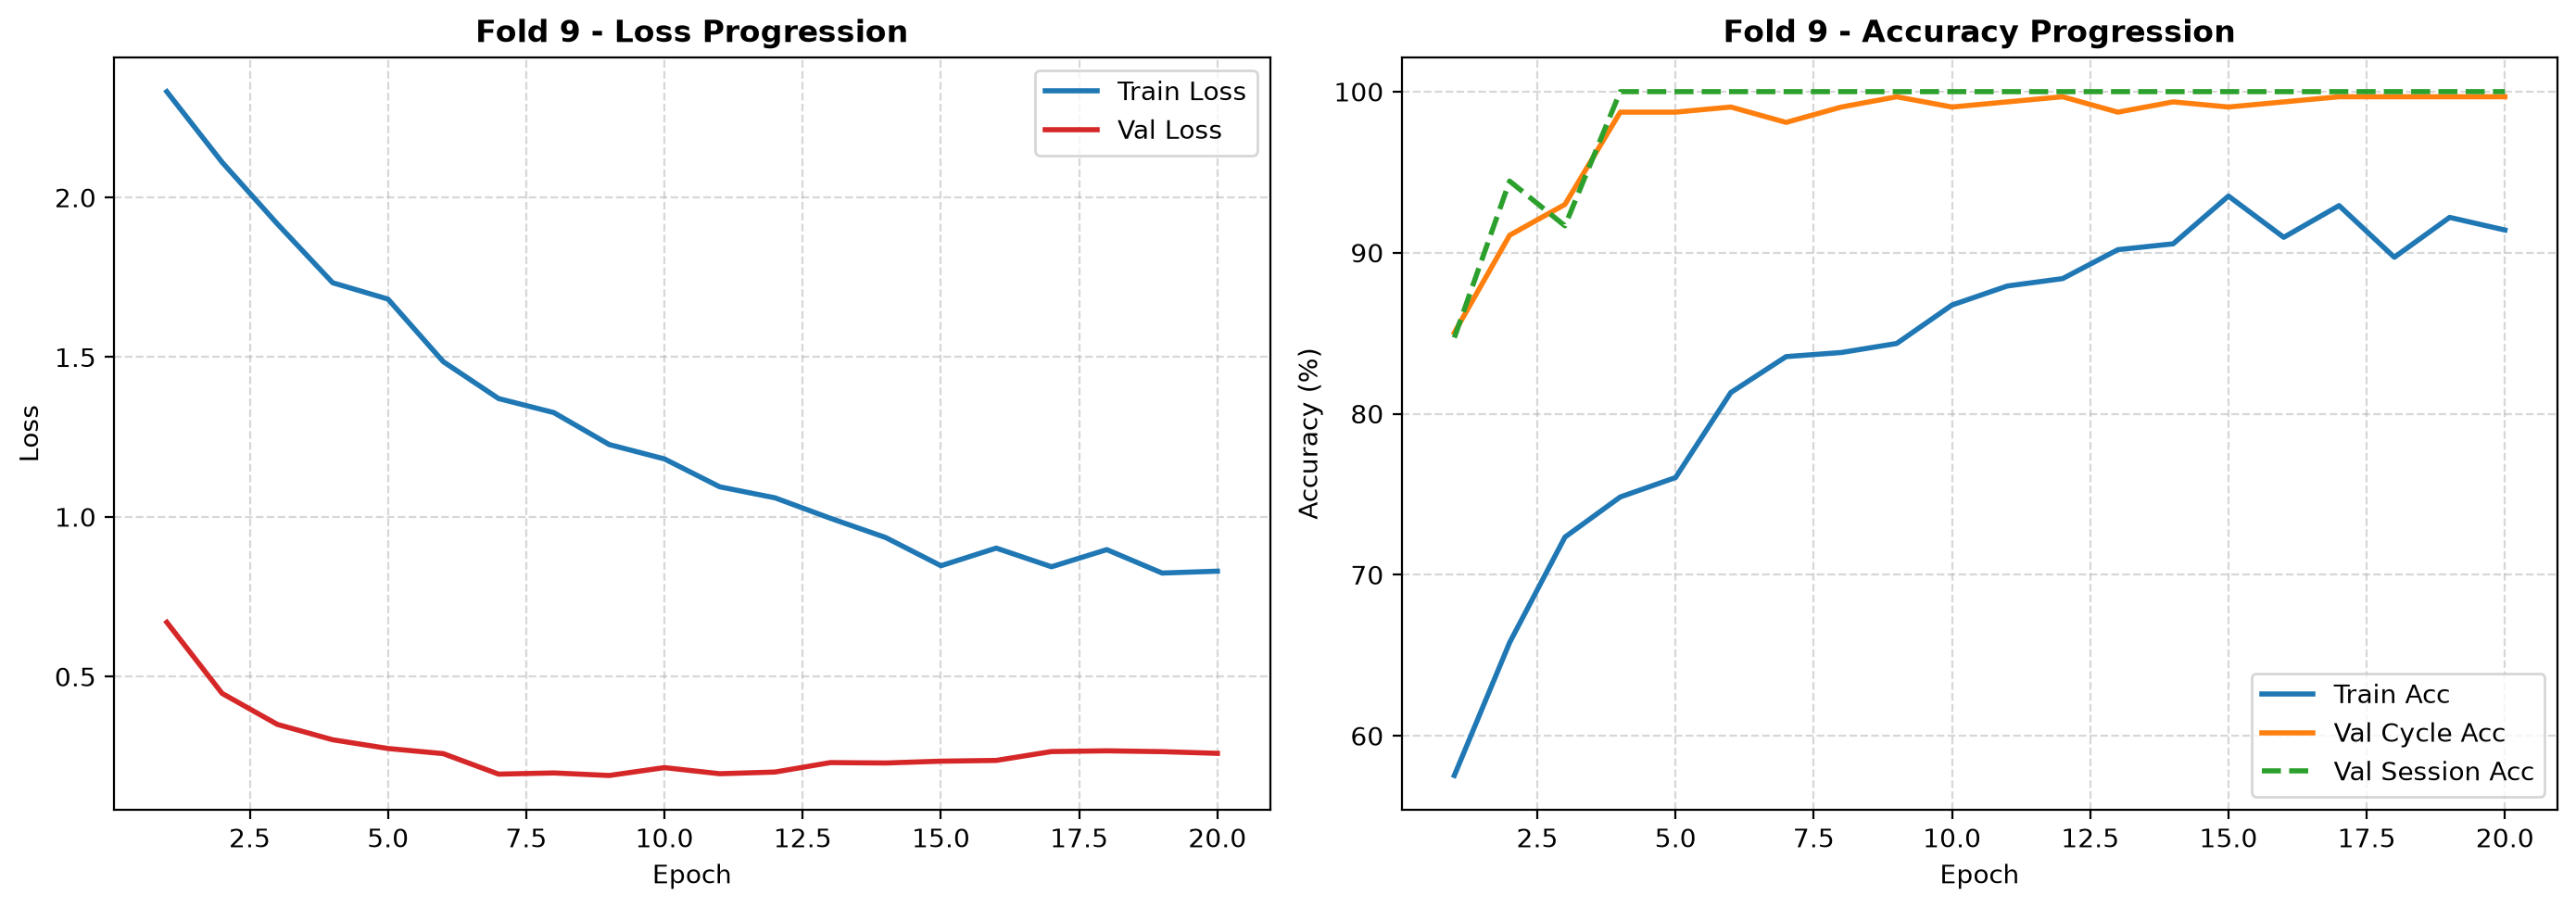 Fold 9 - Loss Progression
Train Loss
Val Loss
2.0
1.5
1.0
0.5
Loss
2.5 5.0 7.5 10.0 12.5 15.0 17.5 20.0
Epoch
Fold 9 - Accuracy Progression
100
90
80
70
60
Accuracy (%)
Train Acc
Val Cycle Acc
Val Session Acc
2.5 5.0 7.5 10.0 12.5 15.0 17.5 20.0
Epoch